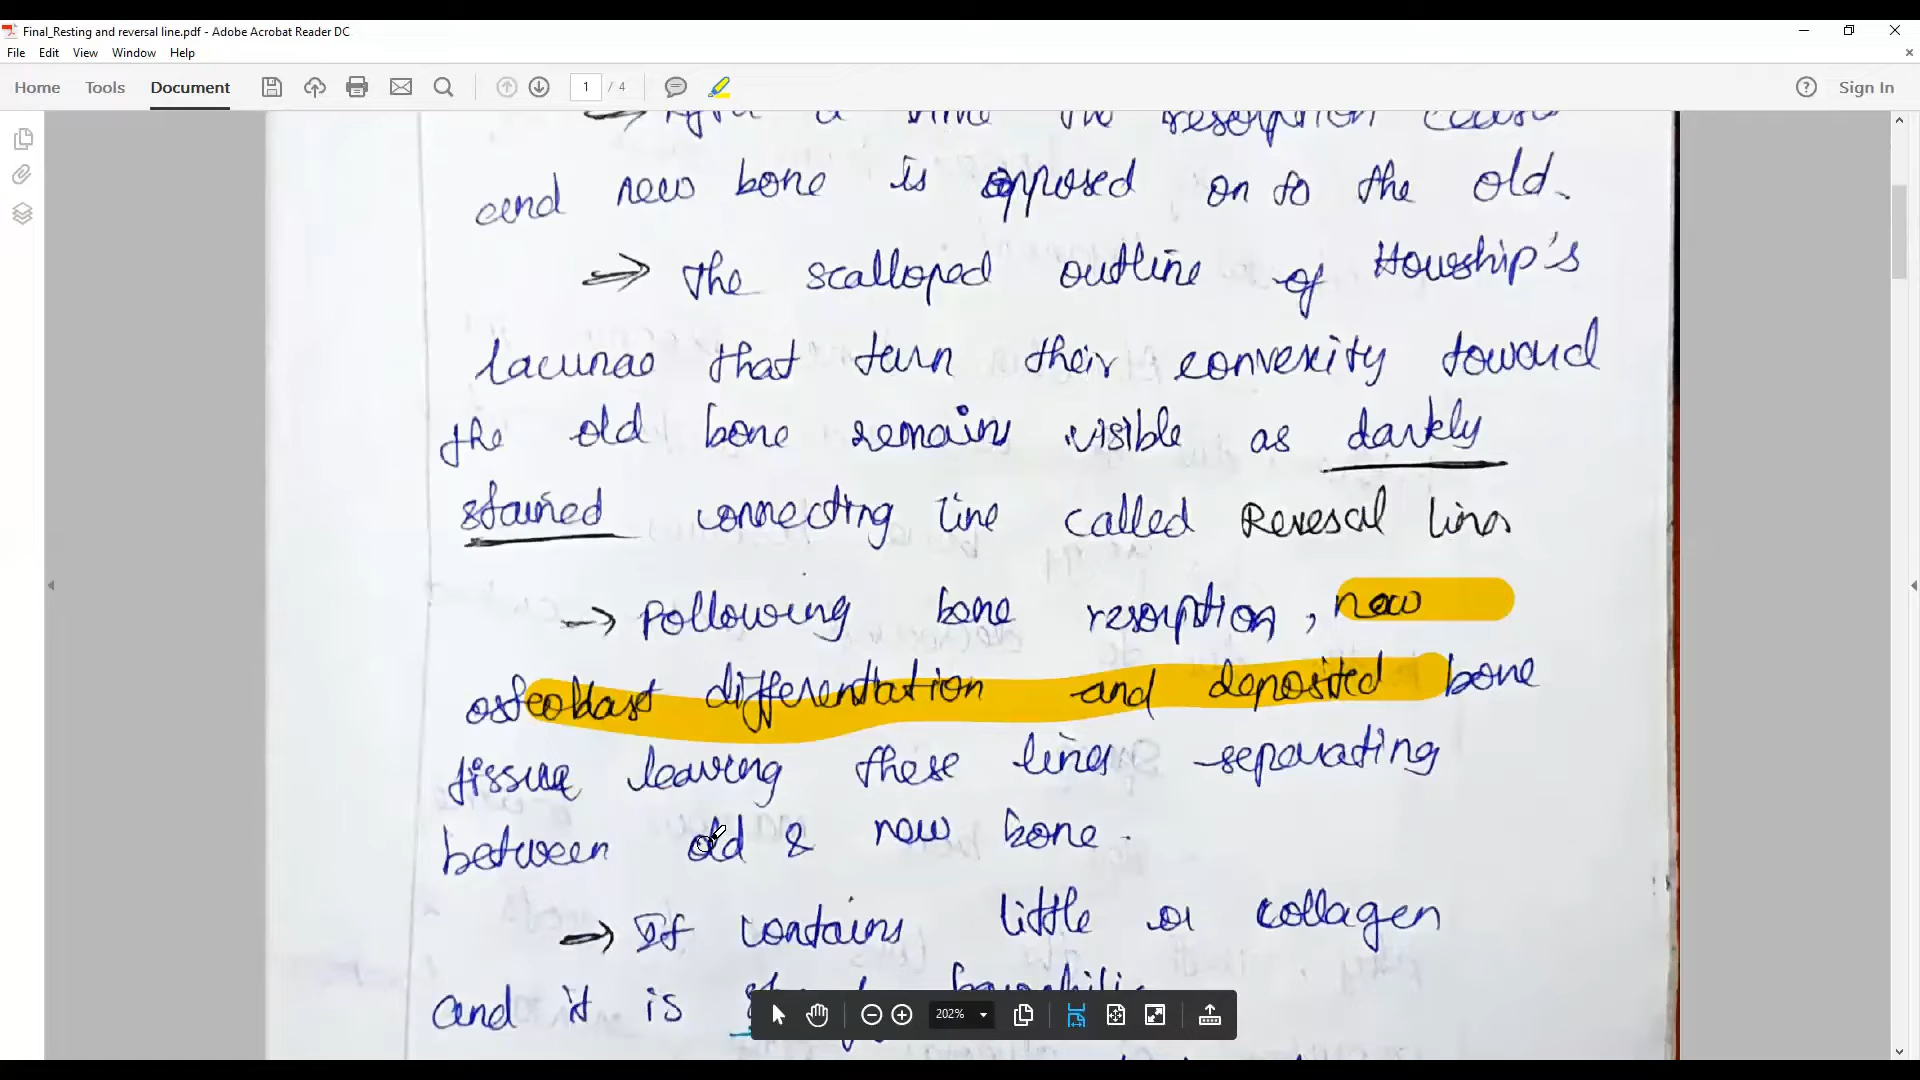 Final_Resting and reversal line.pdf - Adobe Acrobat Reader DC
File Edit View Window Help
Home Tools Document 1 / 4 Sign In
the resorption
and new bone is apposed on to the old.
⇒ The scalloped outline of Howship's
lacunae that turn their convexity toward
the old bone remains visible as darkly
stained connecting line called Revesal line
→ Following bone resorption, new
osteoblast differentiation and deposited bone
tissue leaving these lines separating
between old & new bone.
→ It contains little or collagen
and it is
202%